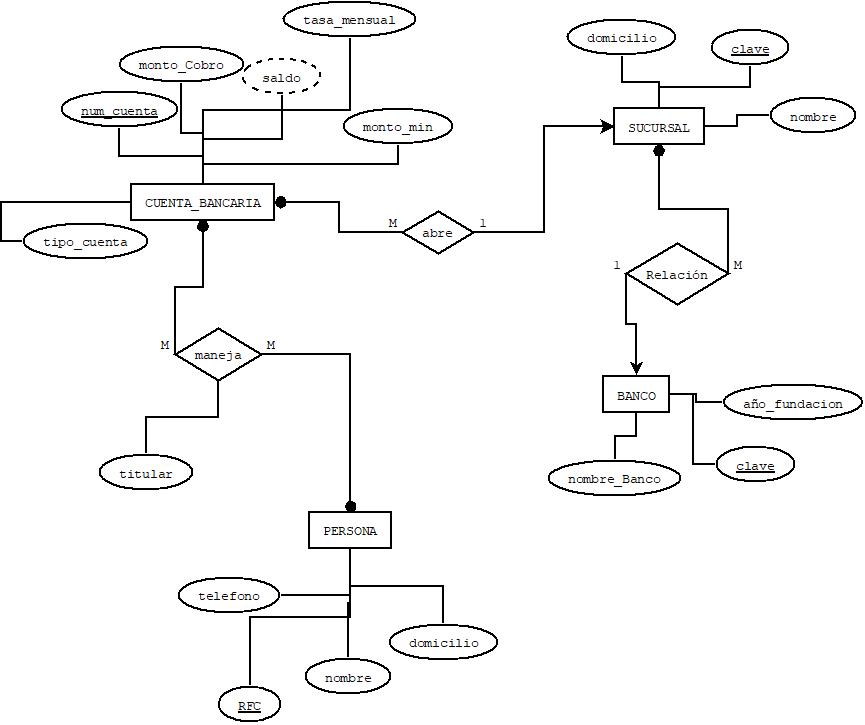 tasa_mensual
domicilio
clave
monto_Cobro
saldo
num_cuenta
monto_min
nombre
SUCURSAL
CUENTA_BANCARIA
M
1
abre
tipo_cuenta
1
M
Relación
M
M
maneja
BANCO
año_fundacion
titular
clave
nombre_Banco
PERSONA
telefono
domicilio
nombre
RFC